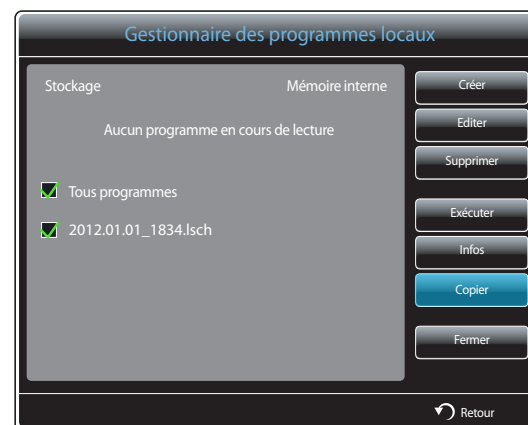 Gestionnaire des programmes locaux
Stockage Mémoire interne
Aucun programme en cours de lecture
Tous programmes
2012.01.01_1834.lsch
Créer
Editer
Supprimer
Exécuter
Infos
Copier
Fermer
Retour